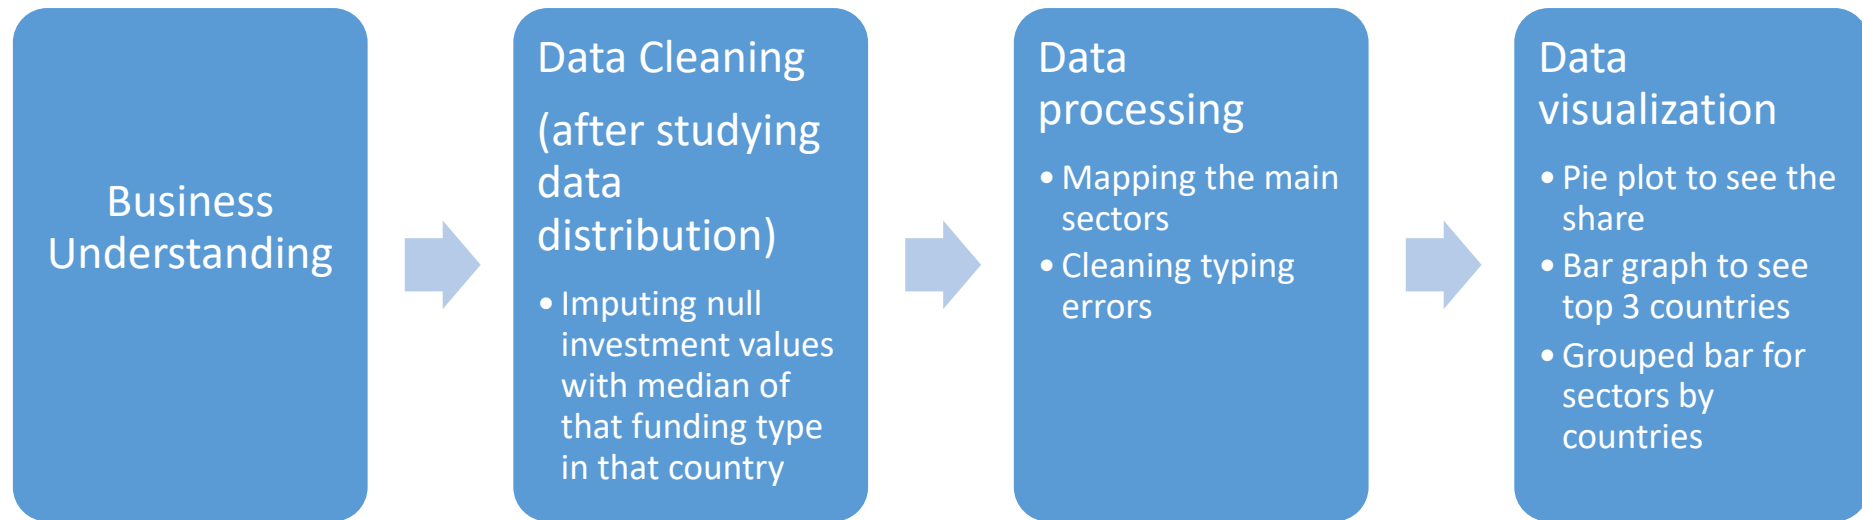 Business
Understanding
Data Cleaning
(after studying
data
distribution)
• Imputing null
investment values
with median of
that funding type
in that country
Data
processing
• Mapping the main
sectors
• Cleaning typing
errors
Data
visualization
• Pie plot to see the
share
• Bar graph to see
top 3 countries
• Grouped bar for
sectors by
countries